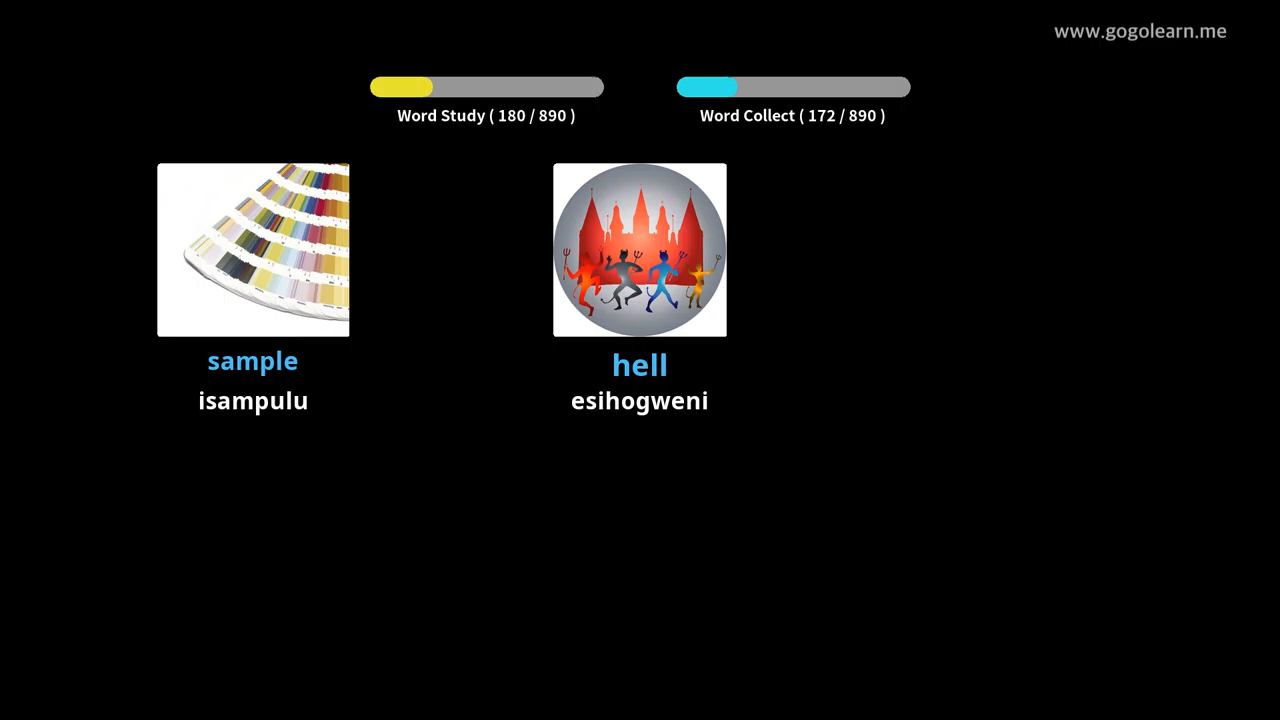 www.gogolearn.me
Word Study ( 180 / 890 )
Word Collect ( 172 / 890 )
sample
isampulu
hell
esihogweni